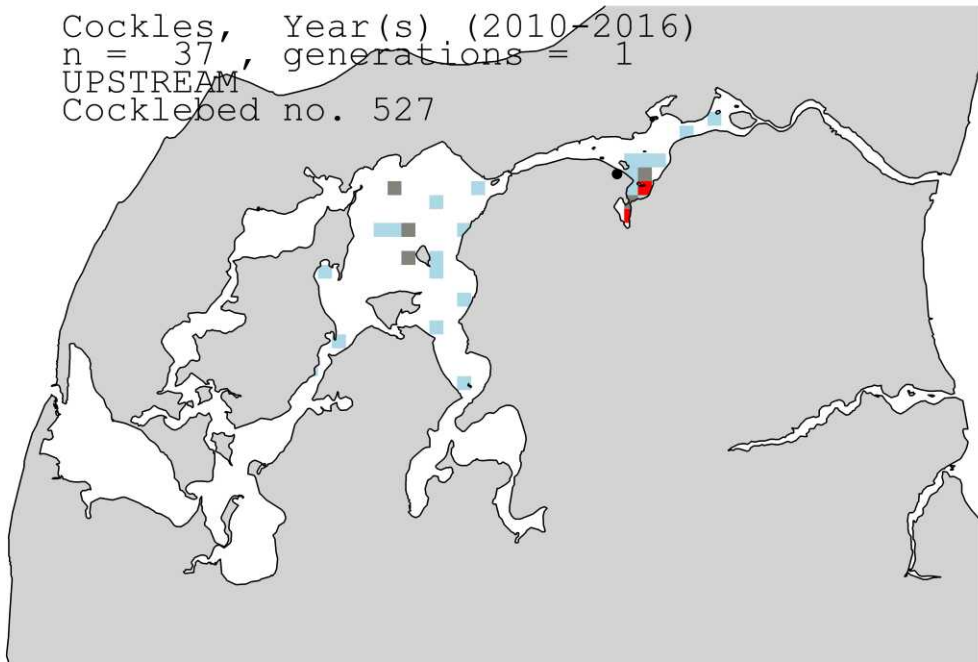 Cockles, Year(s) (2010-2016)
n = 37 , generations = 1
UPSTREAM
Cocklebed no. 527